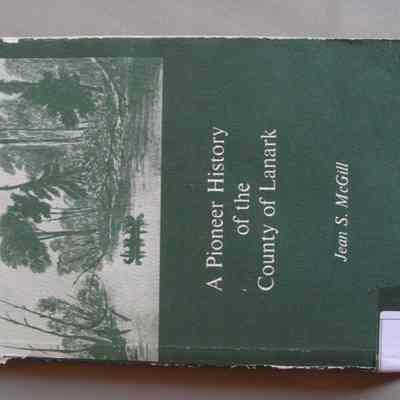 A Pioneer History
of the
County of Lanark
Jean S. McGill